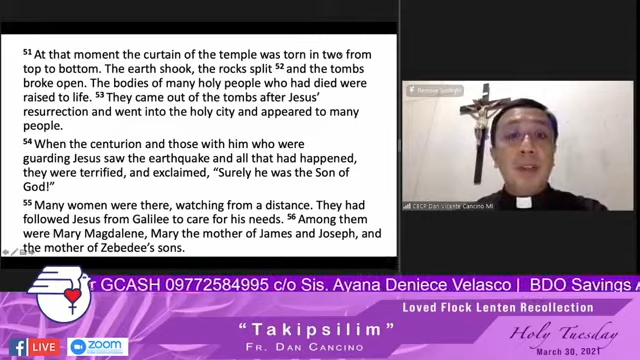 51 At that moment the curtain of the temple was torn in two from
top to bottom. The earth shook, the rocks split 52 and the tombs
broke open. The bodies of many holy people who had died were
raised to life. 53 They came out of the tombs after Jesus'
resurrection and went into the holy city and appeared to many
people.
54 When the centurion and those with him who were
guarding Jesus saw the earthquake and all that had happened,
they were terrified, and exclaimed, "Surely he was the Son of
God!"
55 Many women were there, watching from a distance. They had
followed Jesus from Galilee to care for his needs. 56 Among them
were Mary Magdalene, Mary the mother of James and Joseph, and
the mother of Zebedee's sons.
Remove Spotlight
CBCP Dan Vicente Cancino MI
r GCASH 09772584995 c/o Sis. Ayana Deniece Velasco | BDO Savings A
Loved Flock Lenten Recollection
"Takipsilim"
Fr. Dan Cancino
Holy Tuesday
March 30, 2021
f LIVE zoom